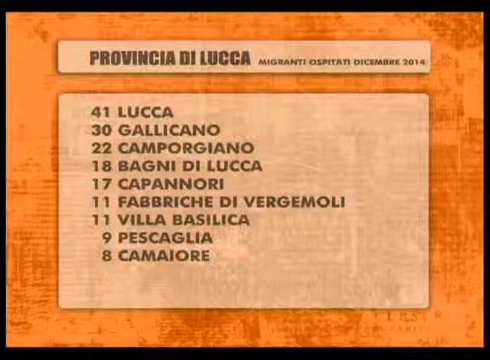 PROVINCIA DI LUCCA MIGRANTI OSPITATI DICEMBRE 2014
41 LUCCA
30 GALLICANO
22 CAMPORGIANO
18 BAGNI DI LUCCA
17 CAPANNORI
11 FABBRICHE DI VERGEMOLI
11 VILLA BASILICA
9 PESCAGLIA
8 CAMAIORE